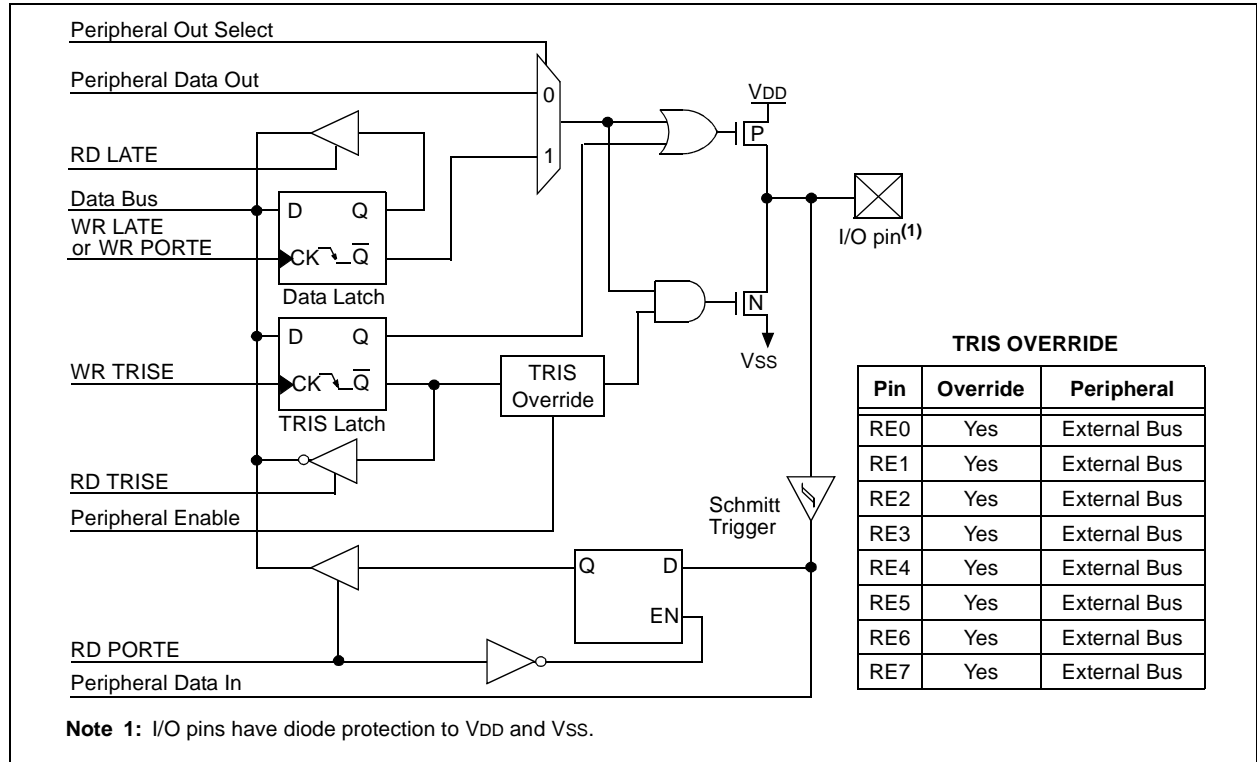 Peripheral Out Select
Peripheral Data Out
0
VDD
P
RD LATE
1
Data Bus
D Q
WR LATE
or WR PORTE
CK Q̅
Data Latch
I/O pin(1)
N
VSS
D Q
WR TRISE
CK Q̅
TRIS Latch
TRIS
Override
RD TRISE
Peripheral Enable
Schmitt
Trigger
Q D
EN
RD PORTE
Peripheral Data In
TRIS OVERRIDE
Pin Override Peripheral
RE0 Yes External Bus
RE1 Yes External Bus
RE2 Yes External Bus
RE3 Yes External Bus
RE4 Yes External Bus
RE5 Yes External Bus
RE6 Yes External Bus
RE7 Yes External Bus
Note 1: I/O pins have diode protection to VDD and VSS.